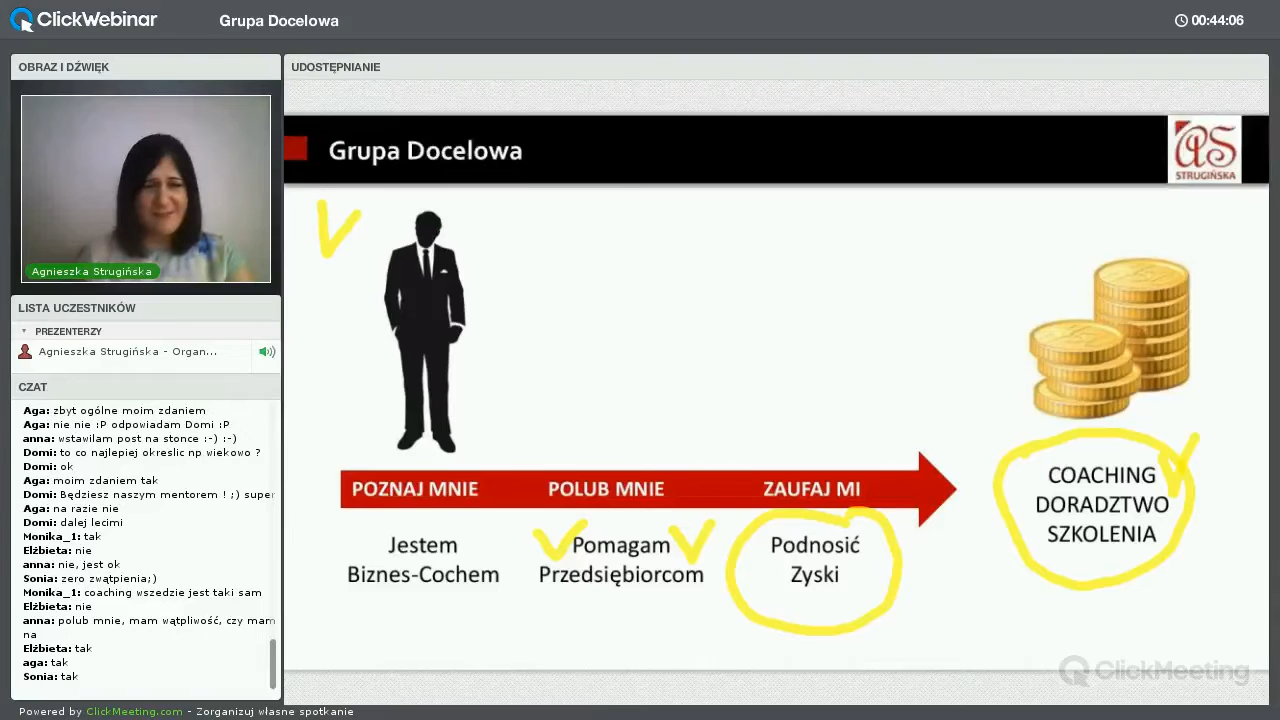 ClickWebinar
Grupa Docelowa
00:44:06
OBRAZ I DŹWIĘK
Agnieszka Strugińska
LISTA UCZESTNIKÓW
PREZENTERZY
Agnieszka Strugińska - Organ...
CZAT
Aga: zbyt ogólne moim zdaniem
Aga: nie nie :P odpowiadam Domi :P
anna: wstawilam post na stonce :-) :-)
Domi: to co najlepiej okreslic np wiekowo ?
Domi: ok
Aga: moim zdaniem tak
Domi: Będziesz naszym mentorem ! ;) super
Aga: na razie nie
Domi: dalej lecimi
Monika_1: tak
Elżbieta: nie
anna: nie, jest ok
Sonia: zero zwątpienia;)
Monika_1: coaching wszedzie jest taki sam
Elżbieta: nie
anna: polub mnie, mam wątpliwość, czy mam
na
Elżbieta: tak
aga: tak
Sonia: tak
UDOSTĘPNIANIE
Grupa Docelowa
STRUGIŃSKA
POZNAJ MNIE
POLUB MNIE
ZAUFAJ MI
Jestem
Biznes-Cochem
Pomagam
Przedsiębiorcom
Podnosić
Zyski
COACHING
DORADZTWO
SZKOLENIA
ClickMeeting
Powered by ClickMeeting.com - Zorganizuj własne spotkanie